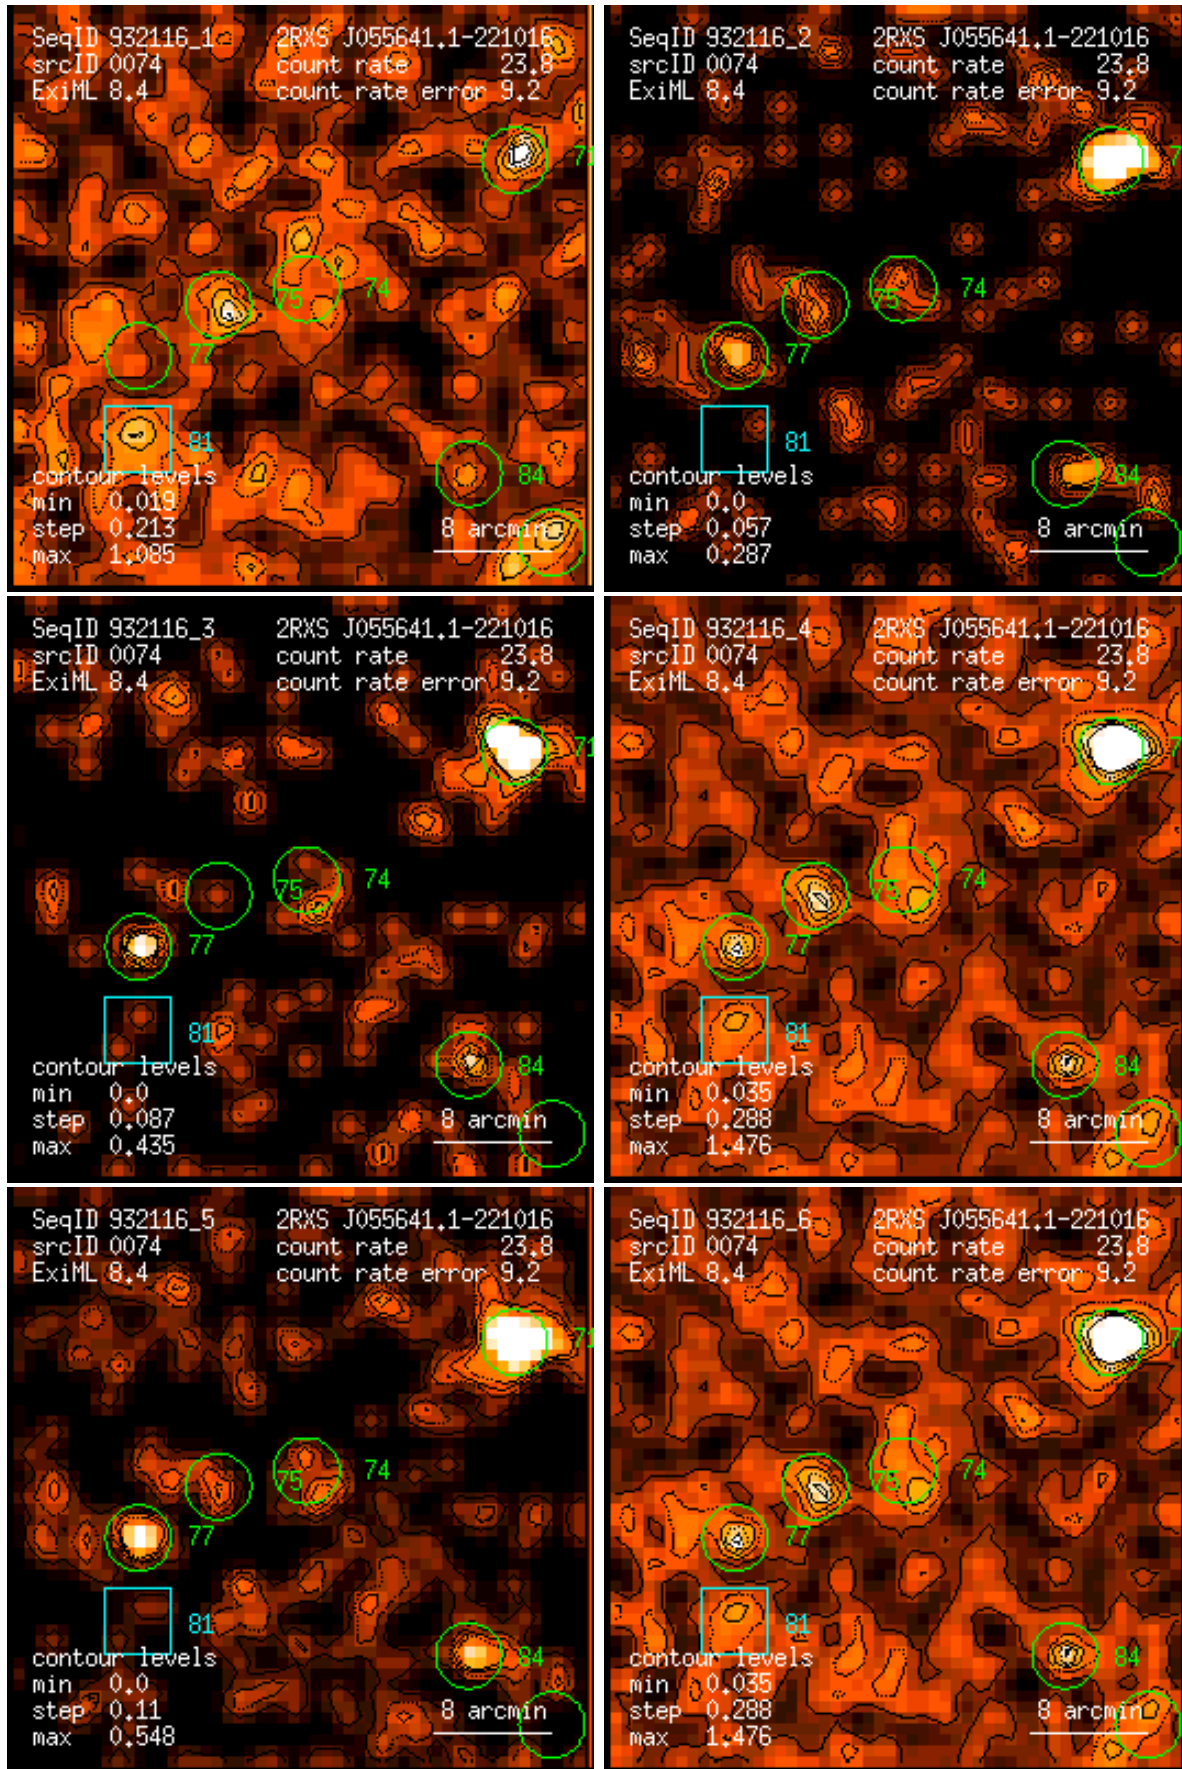 SeqID 932116_1 2RXS J055641.1-221016
srcID 0074 count rate 23.8
ExiML 8.4 count rate error 9.2
71
75 74
77
81
contour levels 84
min 0.019
step 0.213 8 arcmin
max 1.085
SeqID 932116_2 2RXS J055641.1-221016
srcID 0074 count rate 23.8
ExiML 8.4 count rate error 9.2
7
75 74
77
81
contour levels 84
min 0.0
step 0.057 8 arcmin
max 0.287
SeqID 932116_3 2RXS J055641.1-221016
srcID 0074 count rate 23.8
ExiML 8.4 count rate error 9.2
71
75 74
77
81
contour levels 84
min 0.0
step 0.087 8 arcmin
max 0.435
SeqID 932116_4 2RXS J055641.1-221016
srcID 0074 count rate 23.8
ExiML 8.4 count rate error 9.2
7
75 74
77
81
contour levels 84
min 0.035
step 0.288 8 arcmin
max 1.476
SeqID 932116_5 2RXS J055641.1-221016
srcID 0074 count rate 23.8
ExiML 8.4 count rate error 9.2
71
75 74
77
81
contour levels 84
min 0.0
step 0.11 8 arcmin
max 0.548
SeqID 932116_6 2RXS J055641.1-221016
srcID 0074 count rate 23.8
ExiML 8.4 count rate error 9.2
7
75 74
77
81
contour levels 84
min 0.035
step 0.288 8 arcmin
max 1.476